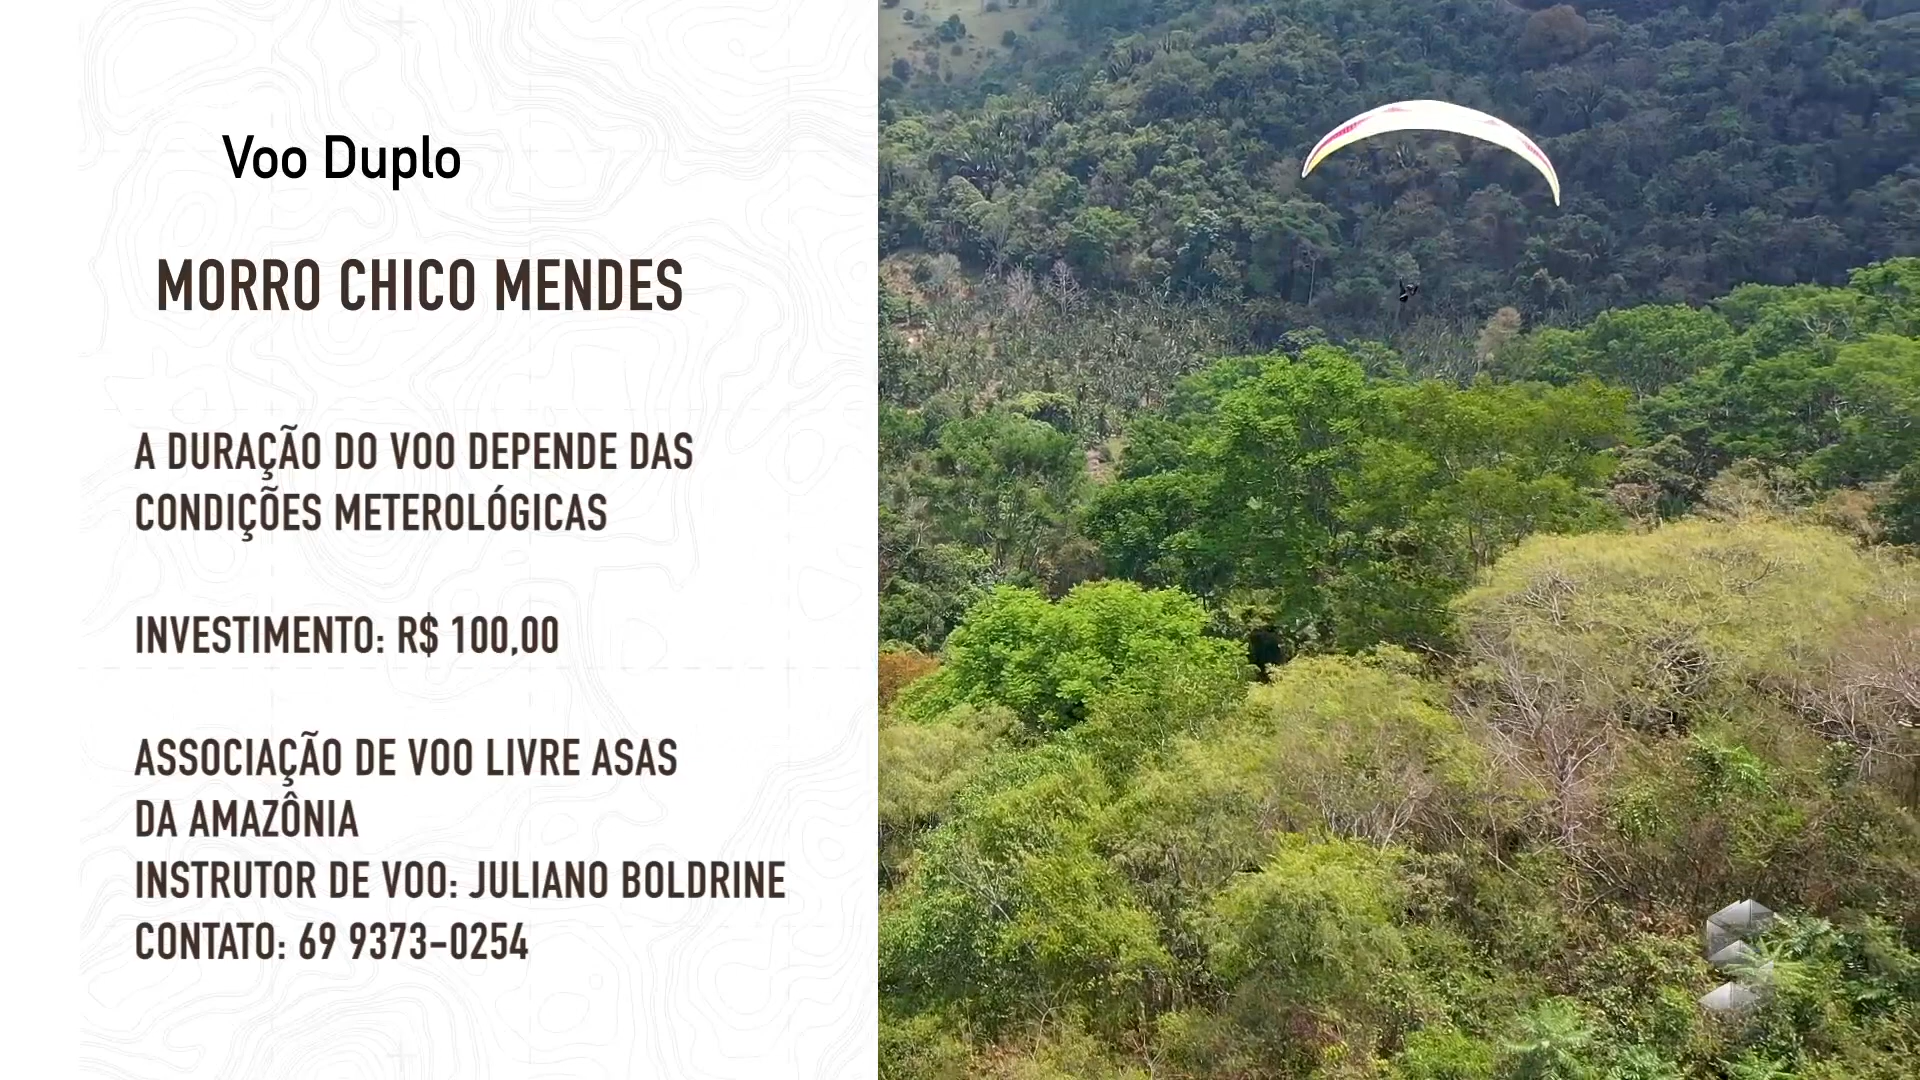 Voo Duplo
MORRO CHICO MENDES
A DURAÇÃO DO VOO DEPENDE DAS
CONDIÇÕES METEROLÓGICAS
INVESTIMENTO: R$ 100,00
ASSOCIAÇÃO DE VOO LIVRE ASAS
DA AMAZÔNIA
INSTRUTOR DE VOO: JULIANO BOLDRINE
CONTATO: 69 9373-0254